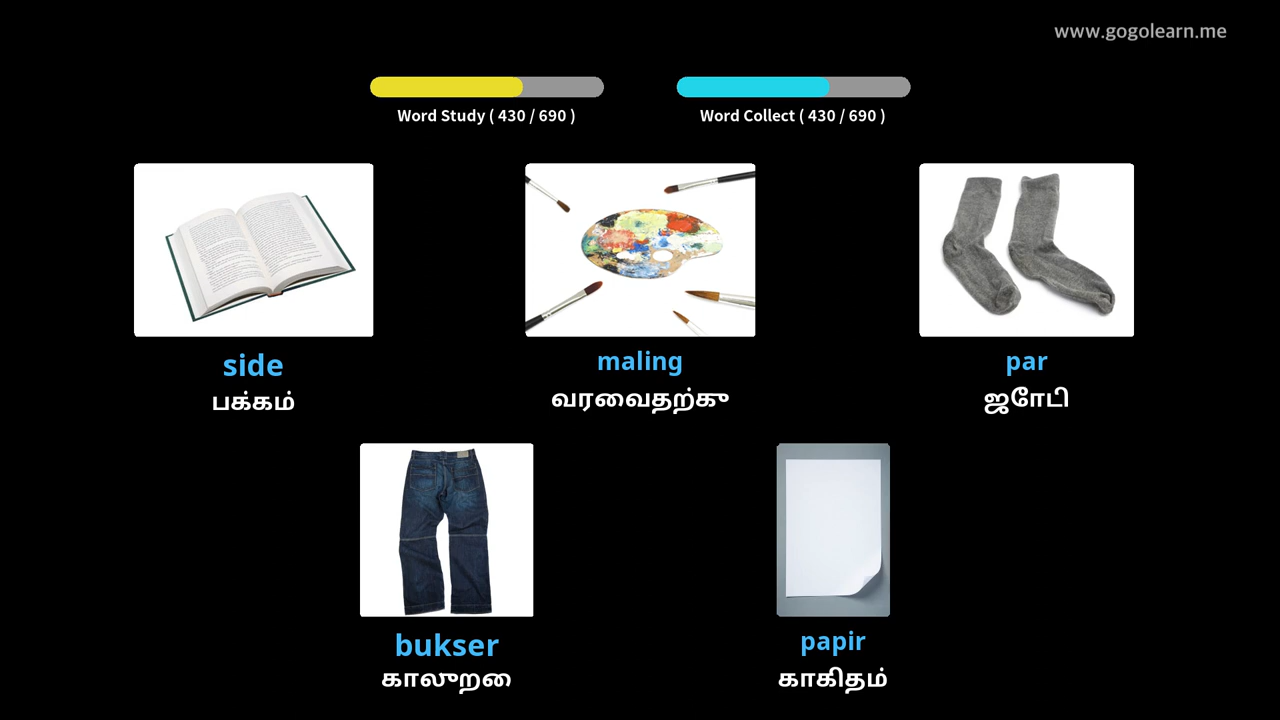 www.gogolearn.me
Word Study ( 430 / 690 )
Word Collect ( 430 / 690 )
side
பக்கம்
maling
வரைவதற்கு
par
ஜோடி
bukser
காலுறை
papir
காகிதம்